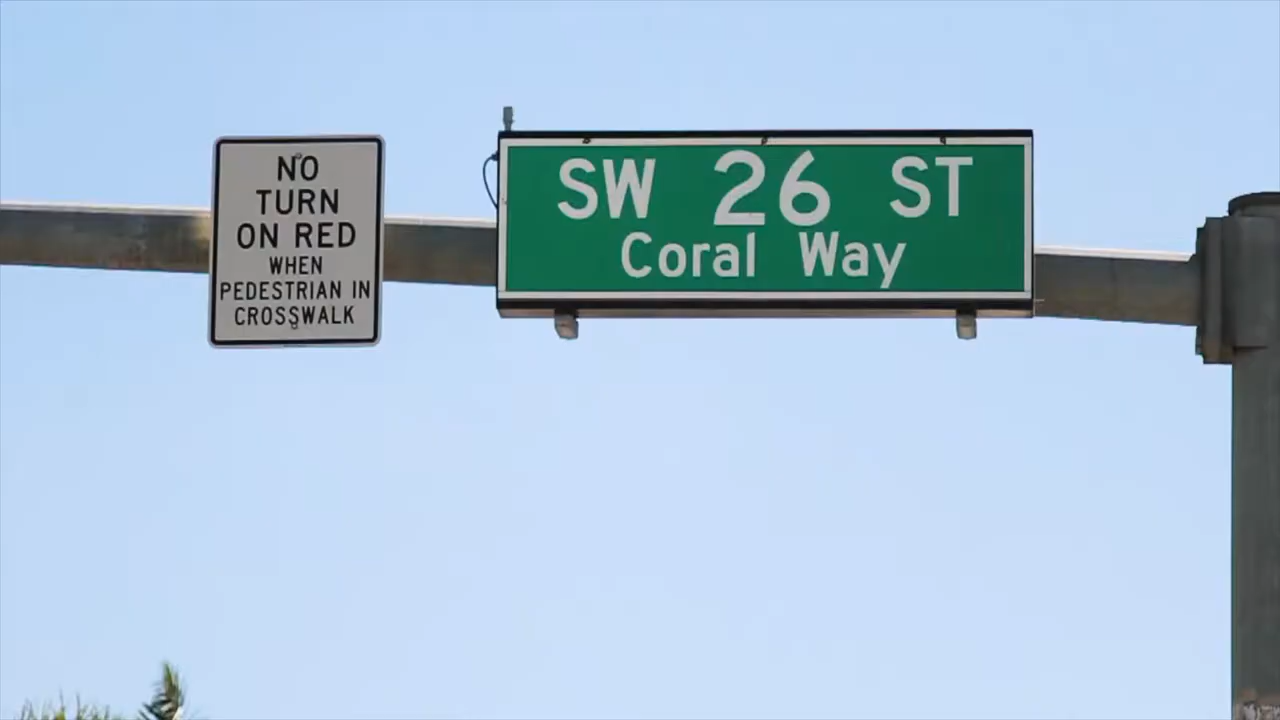 NO
TURN
ON RED
WHEN
PEDESTRIAN IN
CROSSWALK
SW 26 ST
Coral Way